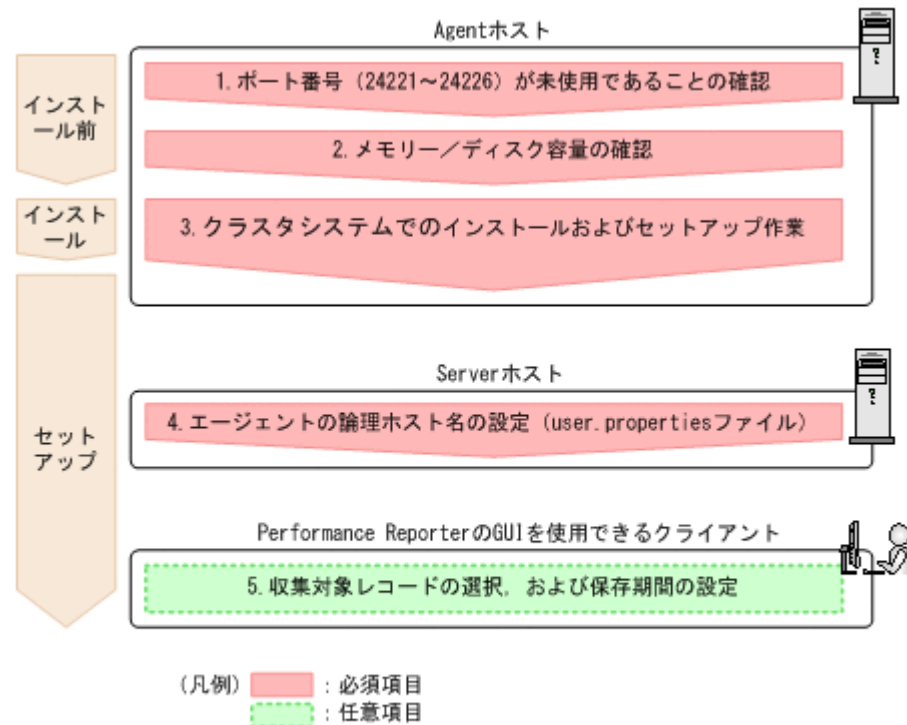 Agentホスト
インスト
ール前
1.ポート番号（24221～24226）が未使用であることの確認
2.メモリー／ディスク容量の確認
インスト
ール
3.クラスタシステムでのインストールおよびセットアップ作業
Serverホスト
セット
アップ
4.エージェントの論理ホスト名の設定（user.propertiesファイル）
Performance ReporterのGUIを使用できるクライアント
5.収集対象レコードの選択，および保存期間の設定
（凡例）：必須項目
：任意項目